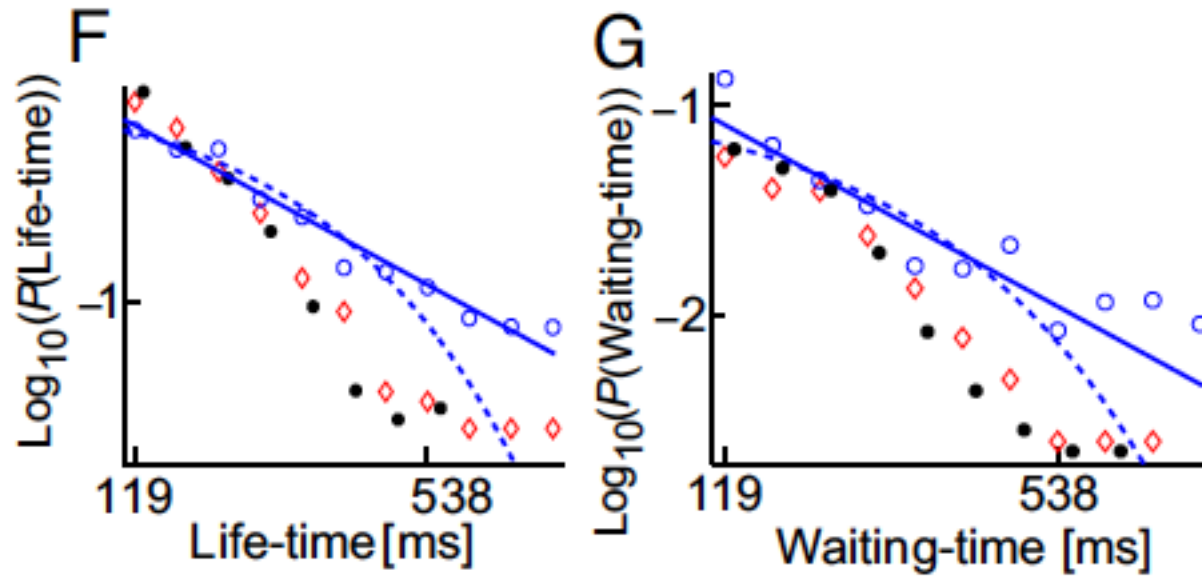 F
Log10(P(Life-time))
–1
119
538
Life-time [ms]
G
Log10(P(Waiting-time))
–1
–2
119
538
Waiting-time [ms]